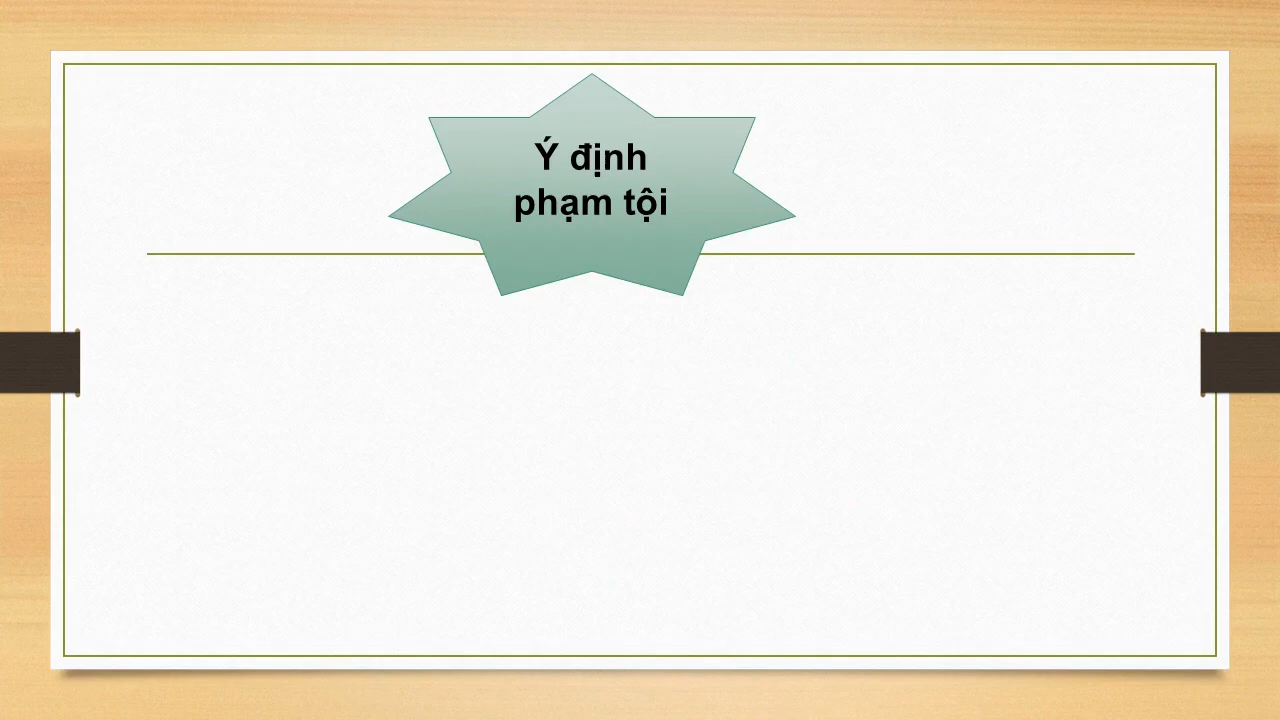 Ý định
phạm tội